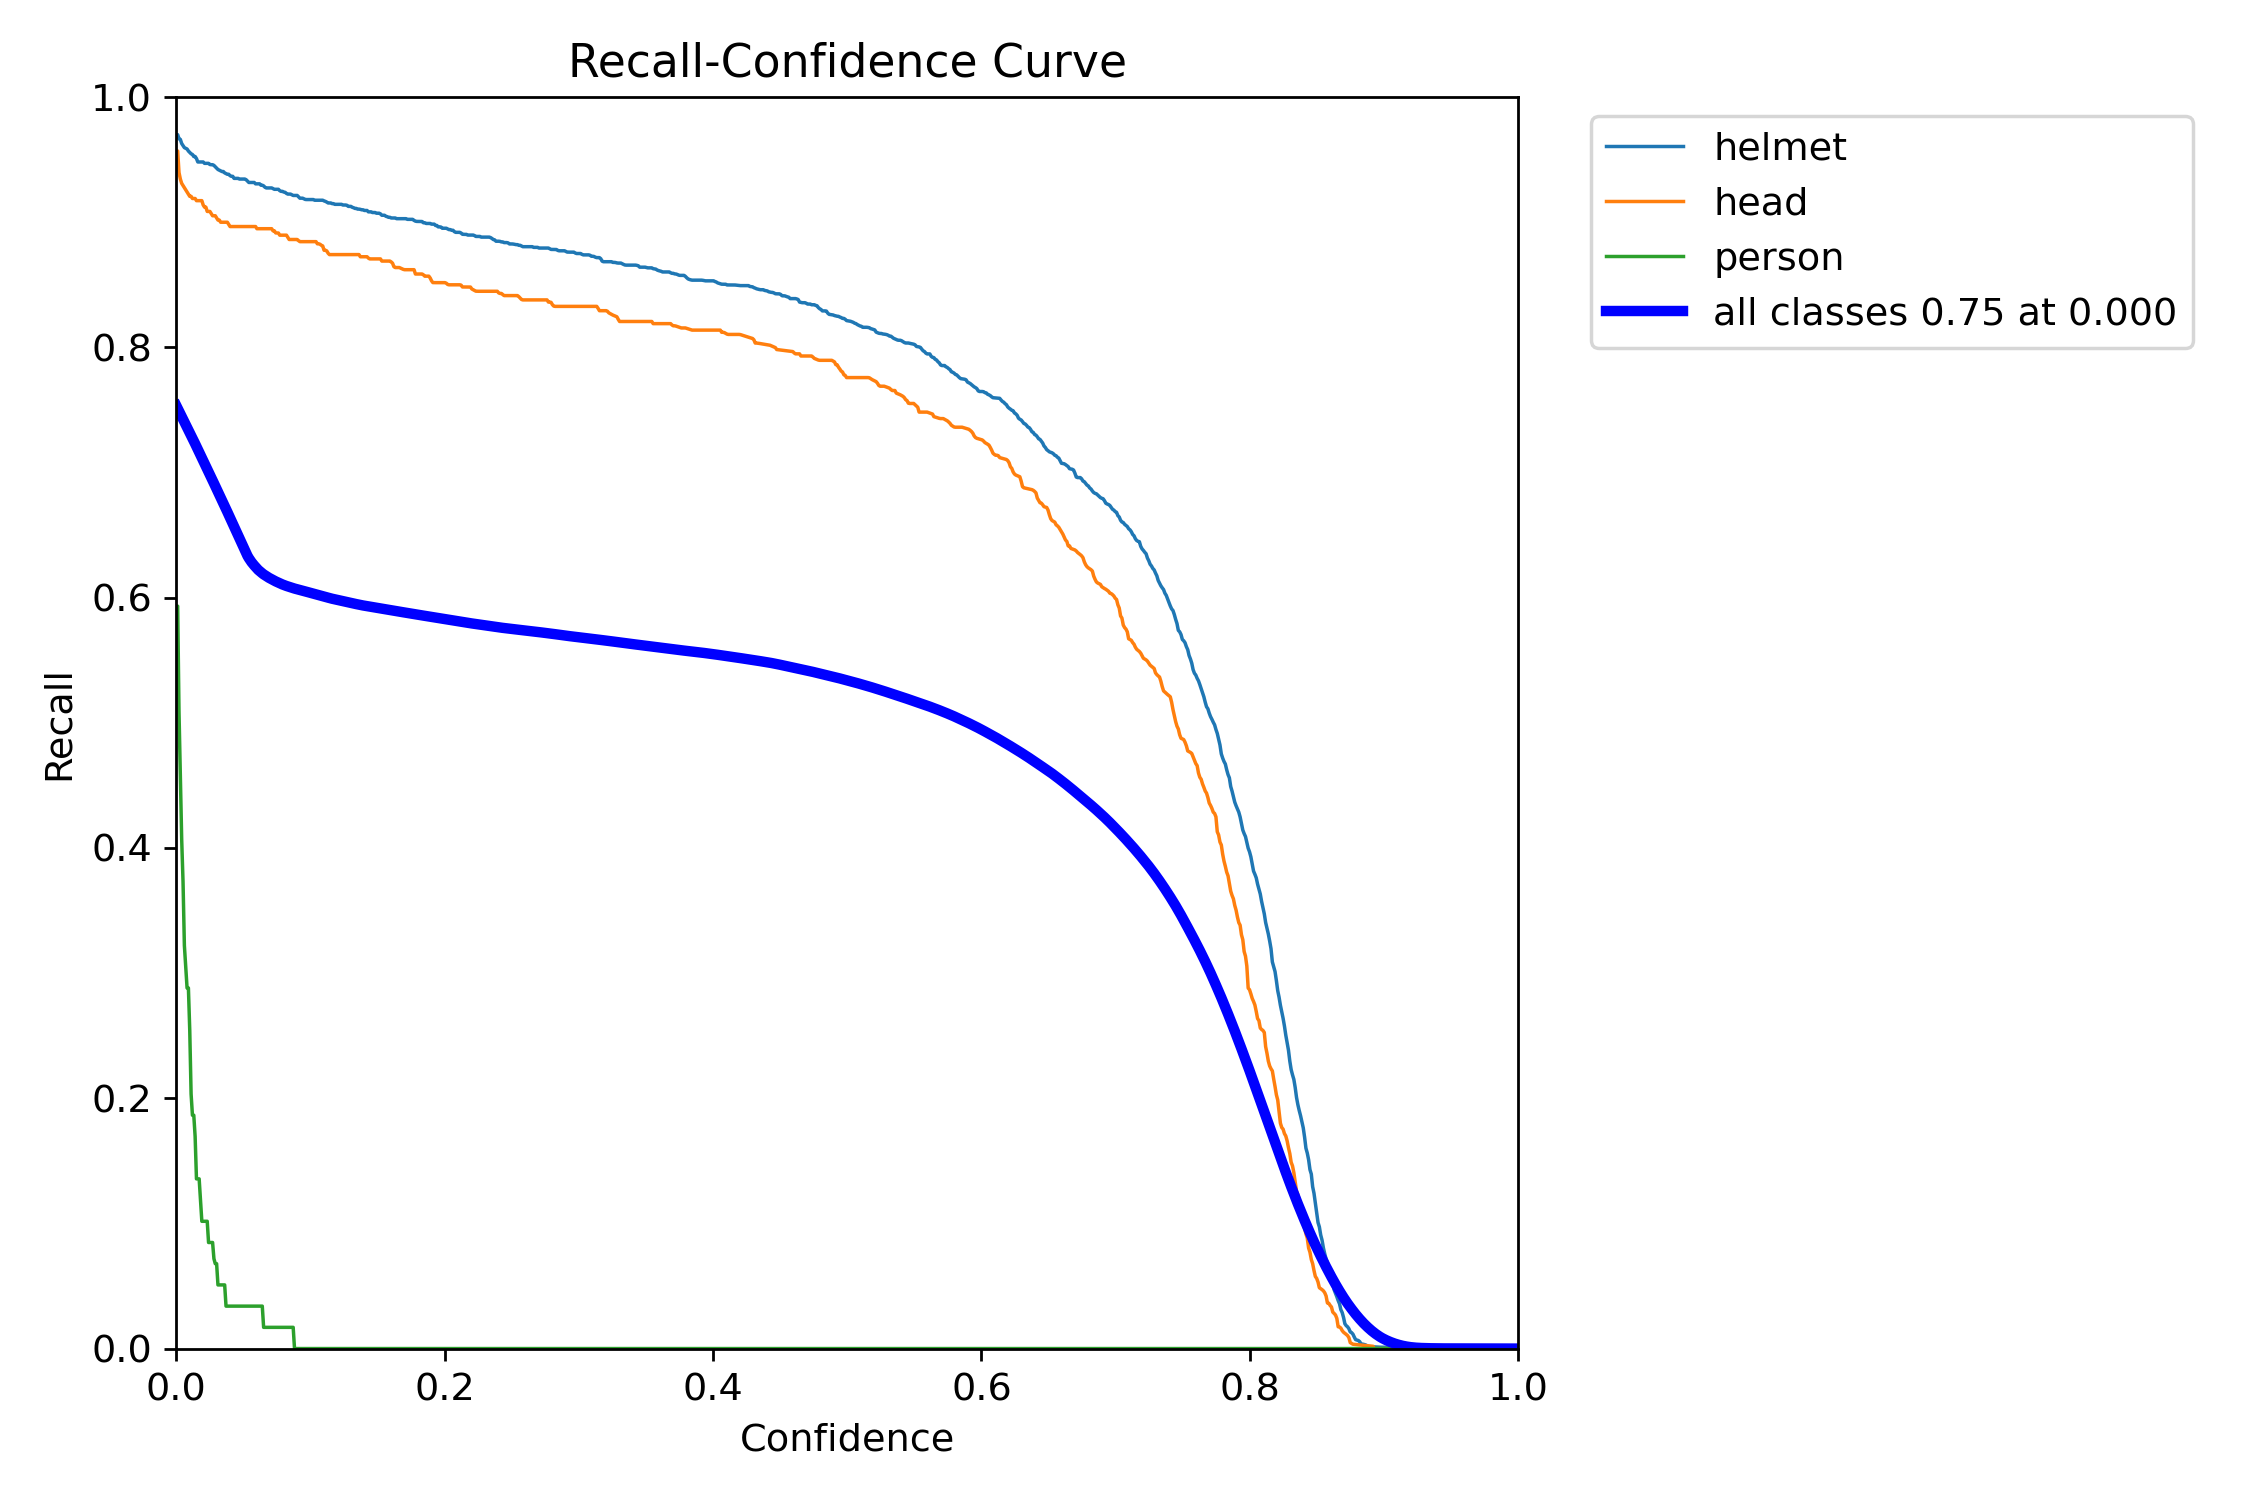 Recall-Confidence Curve
1.0
0.8
0.6
0.4
0.2
0.0
Recall
0.0 0.2 0.4 0.6 0.8 1.0
Confidence
helmet
head
person
all classes 0.75 at 0.000